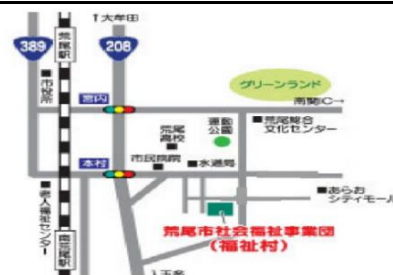 ↑大牟田
389
荒尾駅
208
グリーンランド
市役所
宮内
南関IC→
荒尾高校
運動公園
荒尾総合
文化センター
市民病院
水道局
本村
老人福祉センター
あらお
シティモール
南荒尾駅
荒尾市社会福祉事業団
(福祉村)
↓玉名